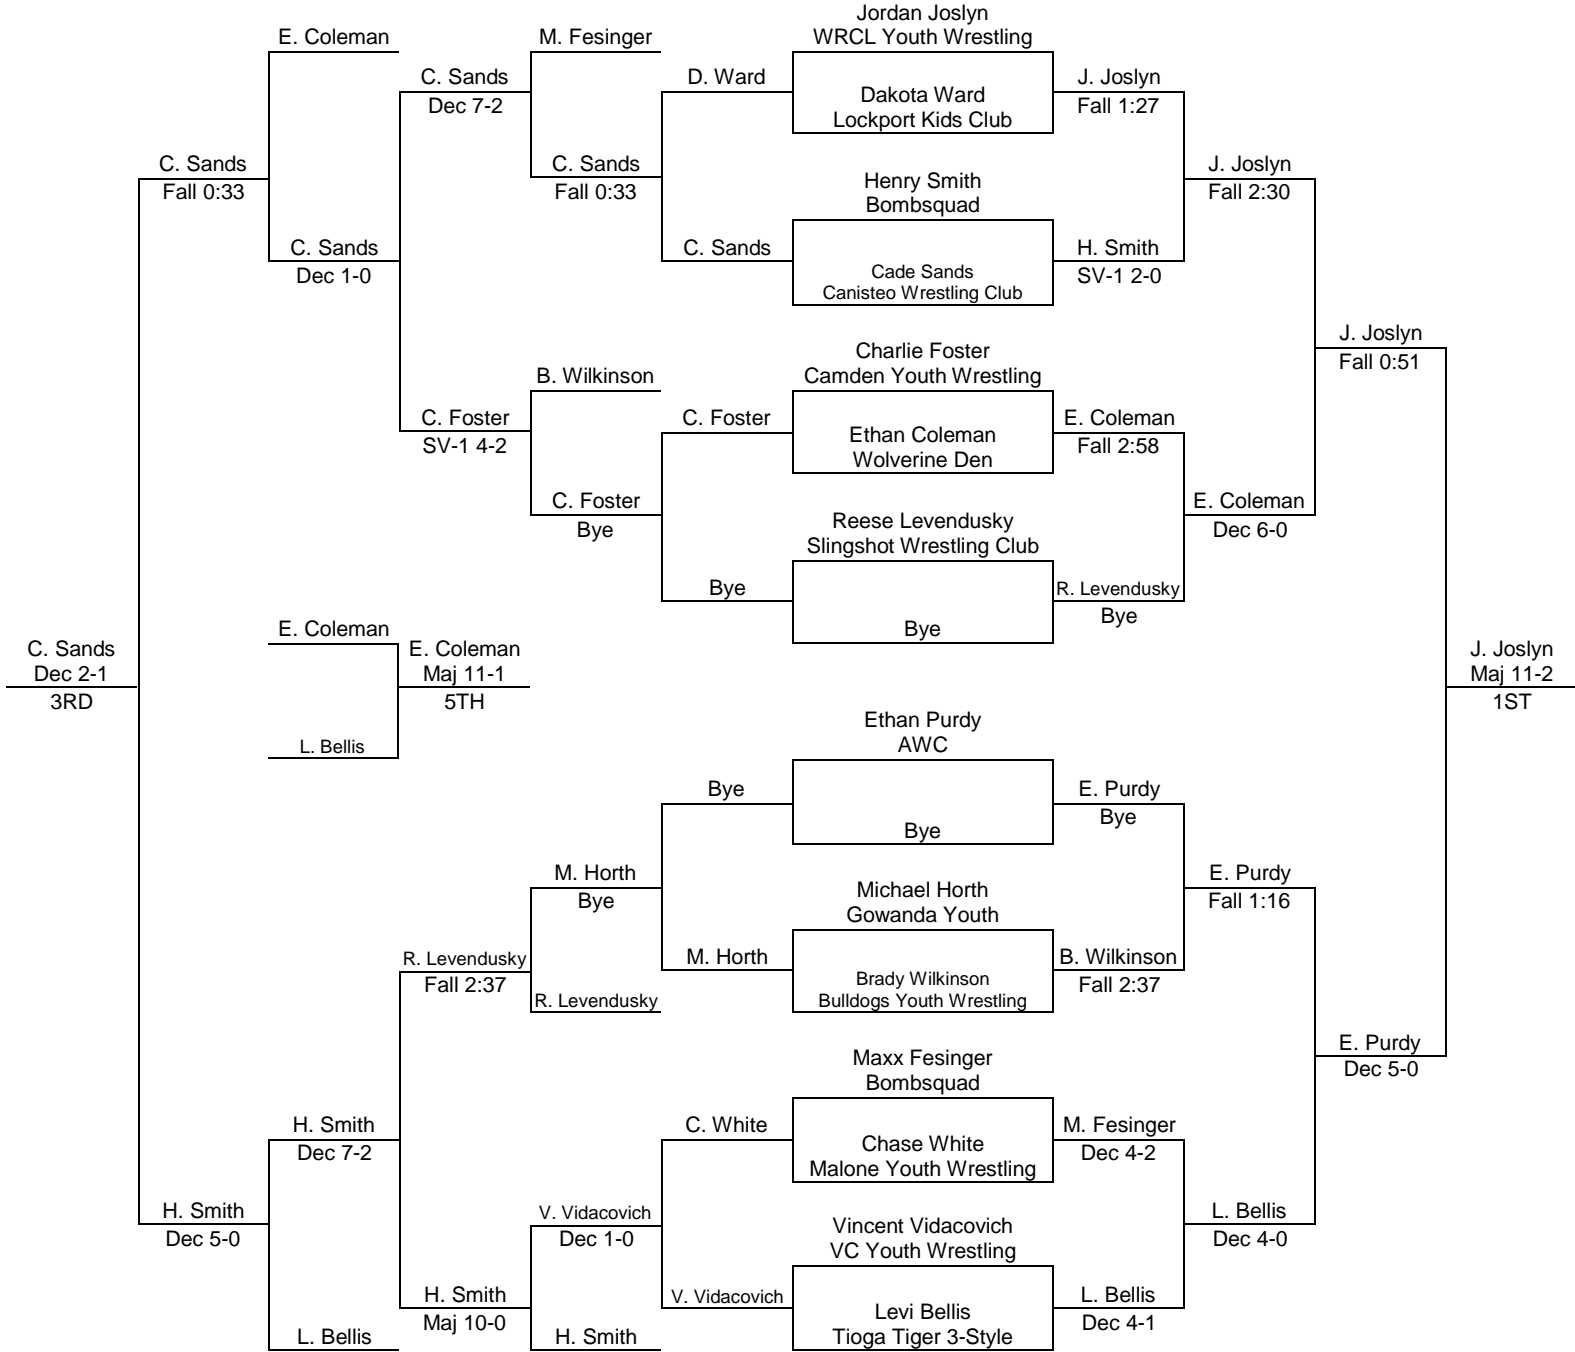 Jordan Joslyn
WRCL Youth Wrestling
E. Coleman
M. Fesinger
C. Sands
Dec 7-2
D. Ward
Dakota Ward
Lockport Kids Club
J. Joslyn
Fall 1:27
C. Sands
Fall 0:33
C. Sands
Fall 0:33
Henry Smith
Bombsquad
J. Joslyn
Fall 2:30
C. Sands
Dec 1-0
C. Sands
Cade Sands
Canisteo Wrestling Club
H. Smith
SV-1 2-0
J. Joslyn
Fall 0:51
B. Wilkinson
Charlie Foster
Camden Youth Wrestling
C. Foster
SV-1 4-2
C. Foster
Ethan Coleman
Wolverine Den
E. Coleman
Fall 2:58
C. Foster
Bye
Reese Levendusky
Slingshot Wrestling Club
E. Coleman
Dec 6-0
Bye
Bye
R. Levendusky
Bye
C. Sands
Dec 2-1
3RD
E. Coleman
L. Bellis
E. Coleman
Maj 11-1
5TH
J. Joslyn
Maj 11-2
1ST
Ethan Purdy
AWC
Bye
Bye
E. Purdy
Bye
M. Horth
Bye
Michael Horth
Gowanda Youth
E. Purdy
Fall 1:16
R. Levendusky
Fall 2:37
R. Levendusky
M. Horth
Brady Wilkinson
Bulldogs Youth Wrestling
B. Wilkinson
Fall 2:37
E. Purdy
Dec 5-0
Maxx Fesinger
Bombsquad
H. Smith
Dec 7-2
C. White
Chase White
Malone Youth Wrestling
M. Fesinger
Dec 4-2
H. Smith
Dec 5-0
V. Vidacovich
Dec 1-0
Vincent Vidacovich
VC Youth Wrestling
L. Bellis
Dec 4-0
L. Bellis
H. Smith
Maj 10-0
H. Smith
V. Vidacovich
Levi Bellis
Tioga Tiger 3-Style
L. Bellis
Dec 4-1